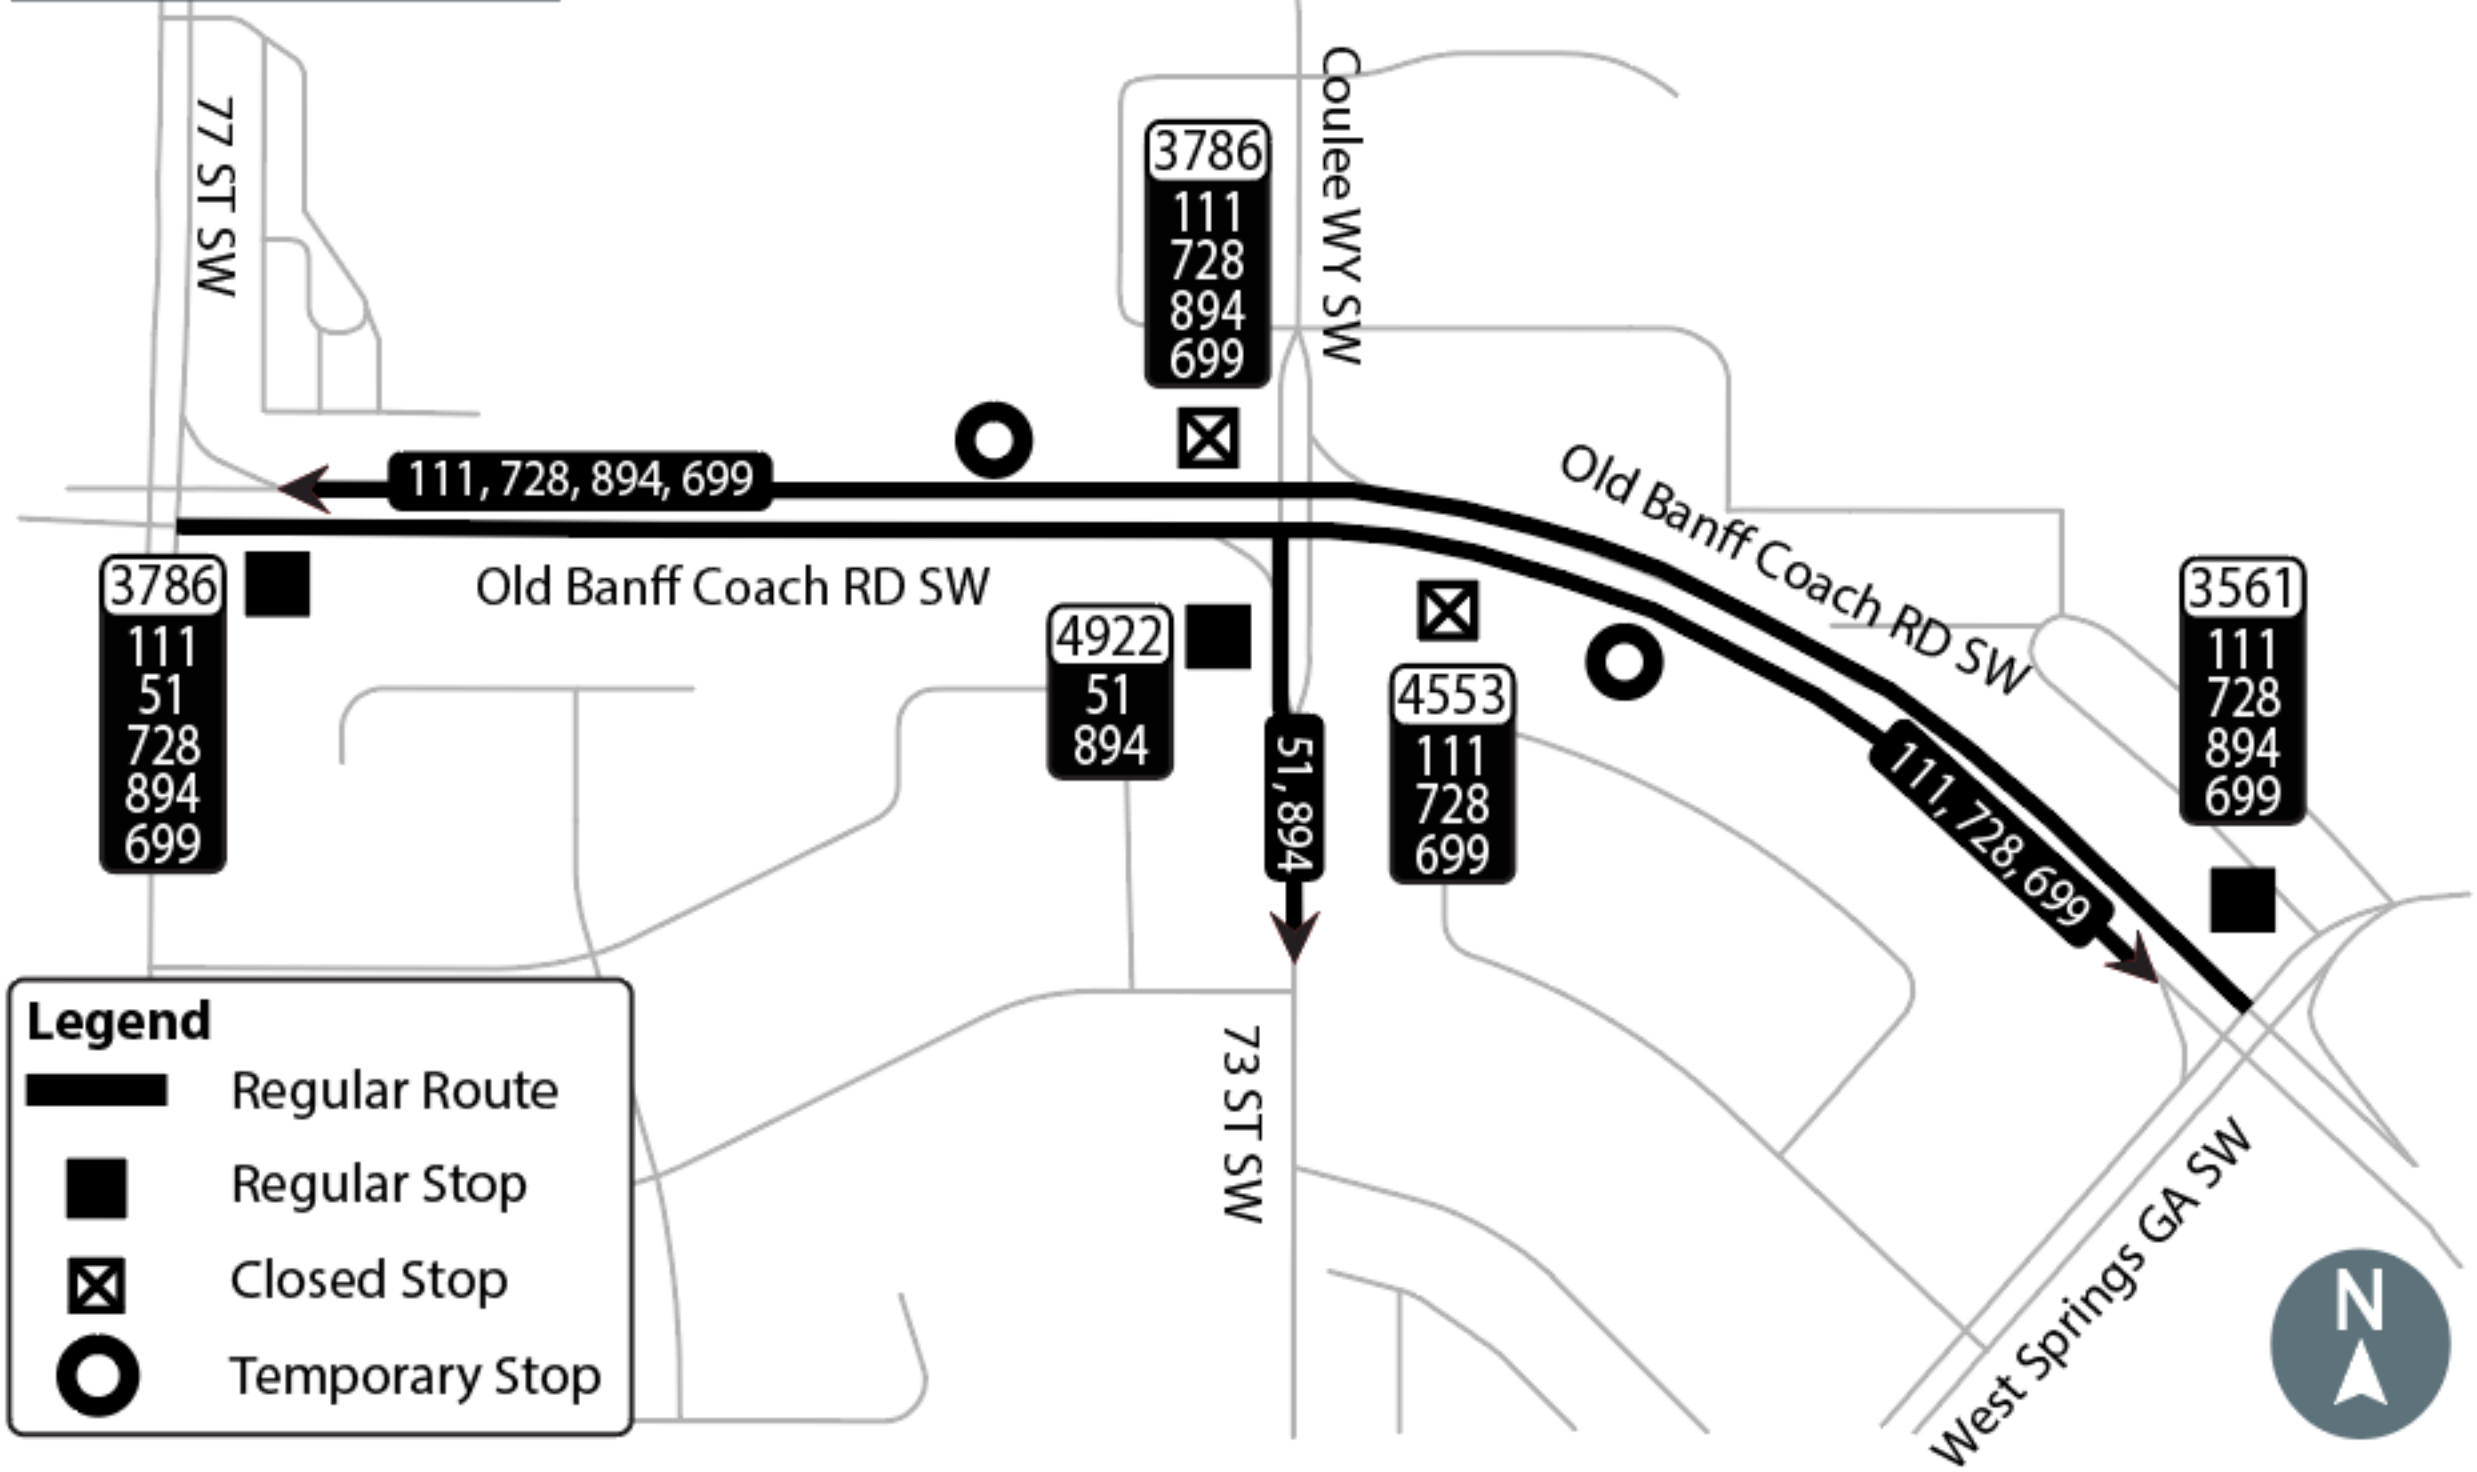 77 ST SW
Coulee WY SW
3786
111
728
894
699
111, 728, 894, 699
Old Banff Coach RD SW
3786
111
51
728
894
699
Old Banff Coach RD SW
4922
51
894
51, 894
4553
111
728
699
111, 728, 699
3561
111
728
894
699
73 ST SW
West Springs GA SW
Legend
Regular Route
Regular Stop
Closed Stop
Temporary Stop
N